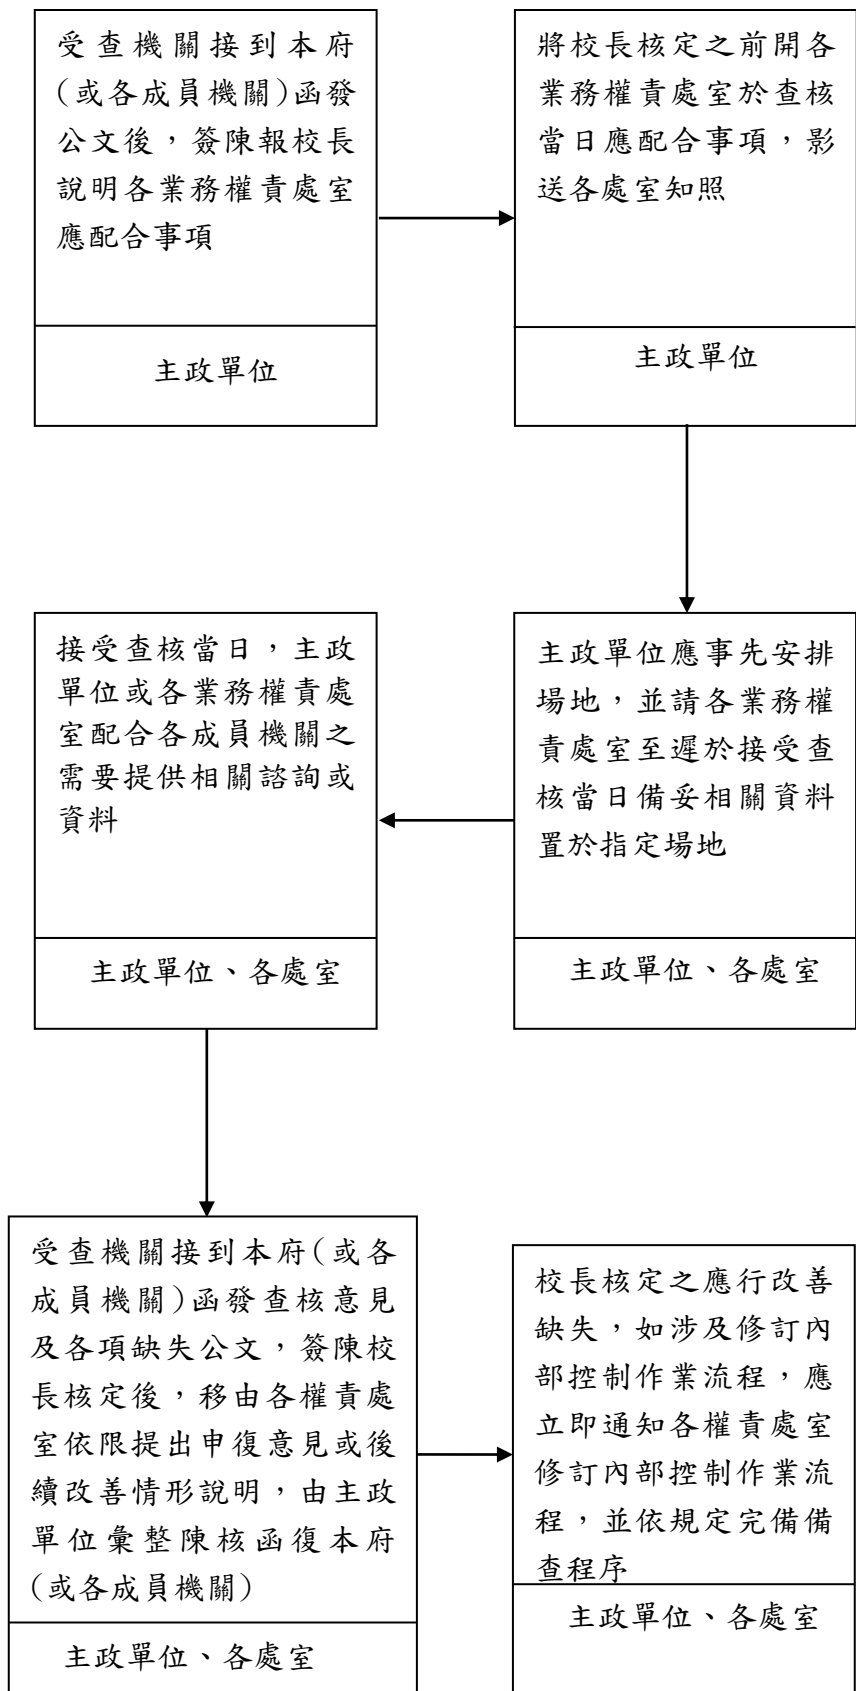 受查機關接到本府
(或各成員機關)函發
公文後，簽陳報校長
說明各業務權責處室
應配合事項
主政單位
將校長核定之前開各
業務權責處室於查核
當日應配合事項，影
送各處室知照
主政單位
主政單位應事先安排
場地，並請各業務權
責處室至遲於接受查
核當日備妥相關資料
置於指定場地
主政單位、各處室
接受查核當日，主政
單位或各業務權責處
室配合各成員機關之
需要提供相關諮詢或
資料
主政單位、各處室
受查機關接到本府(或各
成員機關)函發查核意見
及各項缺失公文，簽陳校
長核定後，移由各權責處
室依限提出申復意見或後
續改善情形說明，由主政
單位彙整陳核函復本府
(或各成員機關)
主政單位、各處室
校長核定之應行改善
缺失，如涉及修訂內
部控制作業流程，應
立即通知各權責處室
修訂內部控制作業流
程，並依規定完備備
查程序
主政單位、各處室